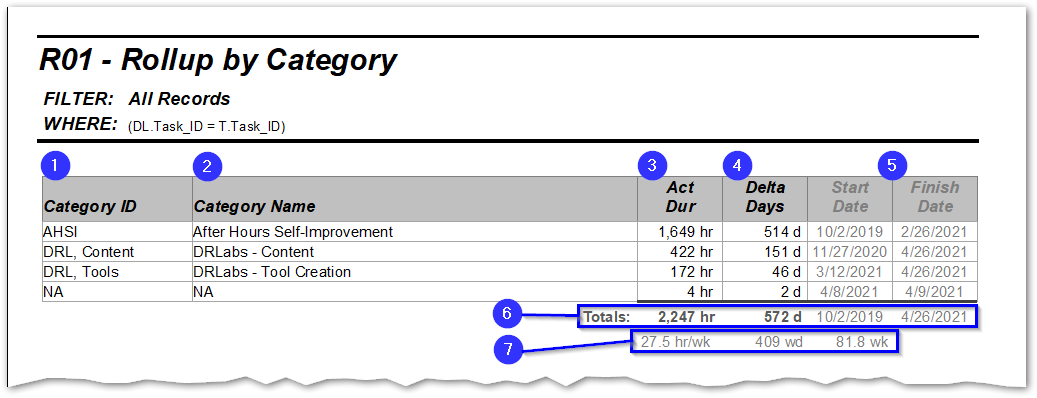 R01 - Rollup by Category
FILTER: All Records
WHERE: (DL.Task_ID = T.Task_ID)
1 2 3 4 5
Category ID Category Name Act Dur Delta Days Start Date Finish Date
AHSI After Hours Self-Improvement 1,649 hr 514 d 10/2/2019 2/26/2021
DRL, Content DRLabs - Content 422 hr 151 d 11/27/2020 4/26/2021
DRL, Tools DRLabs - Tool Creation 172 hr 46 d 3/12/2021 4/26/2021
NA NA 4 hr 2 d 4/8/2021 4/9/2021
6 Totals: 2,247 hr 572 d 10/2/2019 4/26/2021
7 27.5 hr/wk 409 wd 81.8 wk